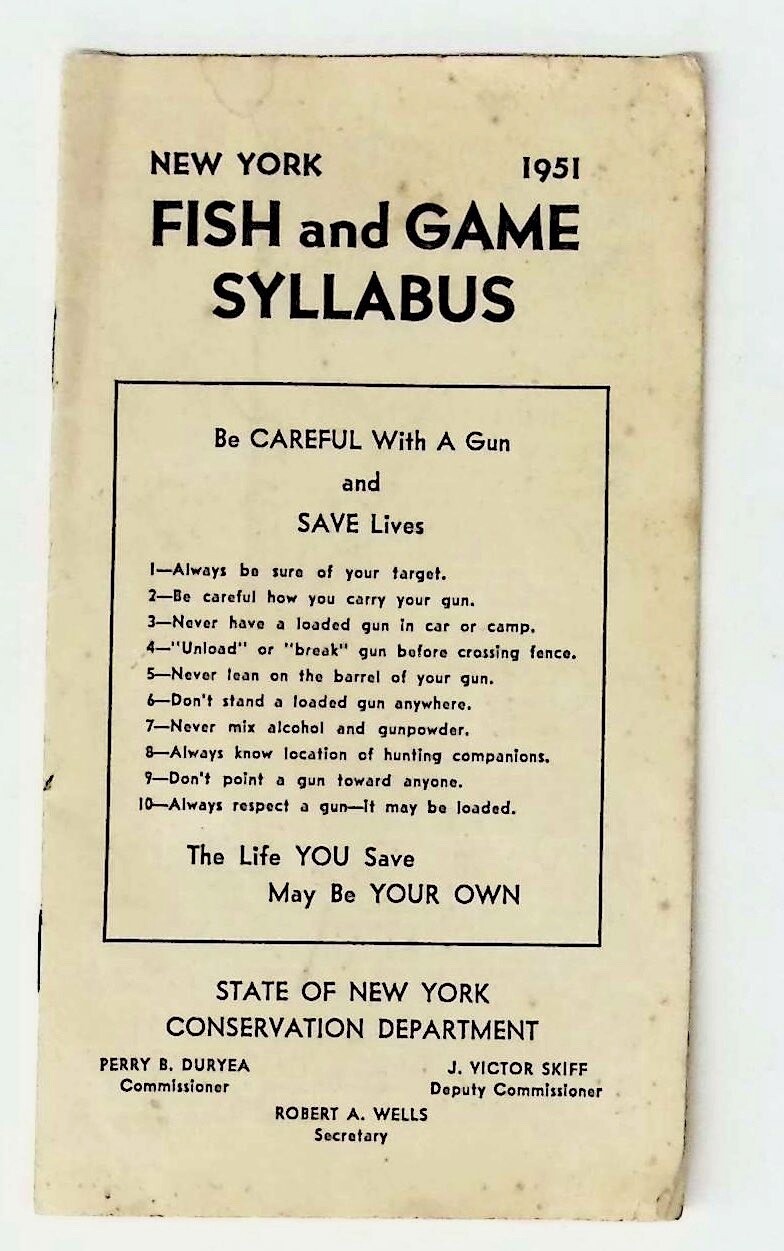 NEW YORK 1951
FISH and GAME
SYLLABUS
Be CAREFUL With A Gun
and
SAVE Lives
1—Always be sure of your target.
2—Be careful how you carry your gun.
3—Never have a loaded gun in car or camp.
4—"Unload" or "break" gun before crossing fence.
5—Never lean on the barrel of your gun.
6—Don't stand a loaded gun anywhere.
7—Never mix alcohol and gunpowder.
8—Always know location of hunting companions.
9—Don't point a gun toward anyone.
10—Always respect a gun—It may be loaded.
The Life YOU Save
May Be YOUR OWN
STATE OF NEW YORK
CONSERVATION DEPARTMENT
PERRY B. DURYEA J. VICTOR SKIFF
Commissioner Deputy Commissioner
ROBERT A. WELLS
Secretary